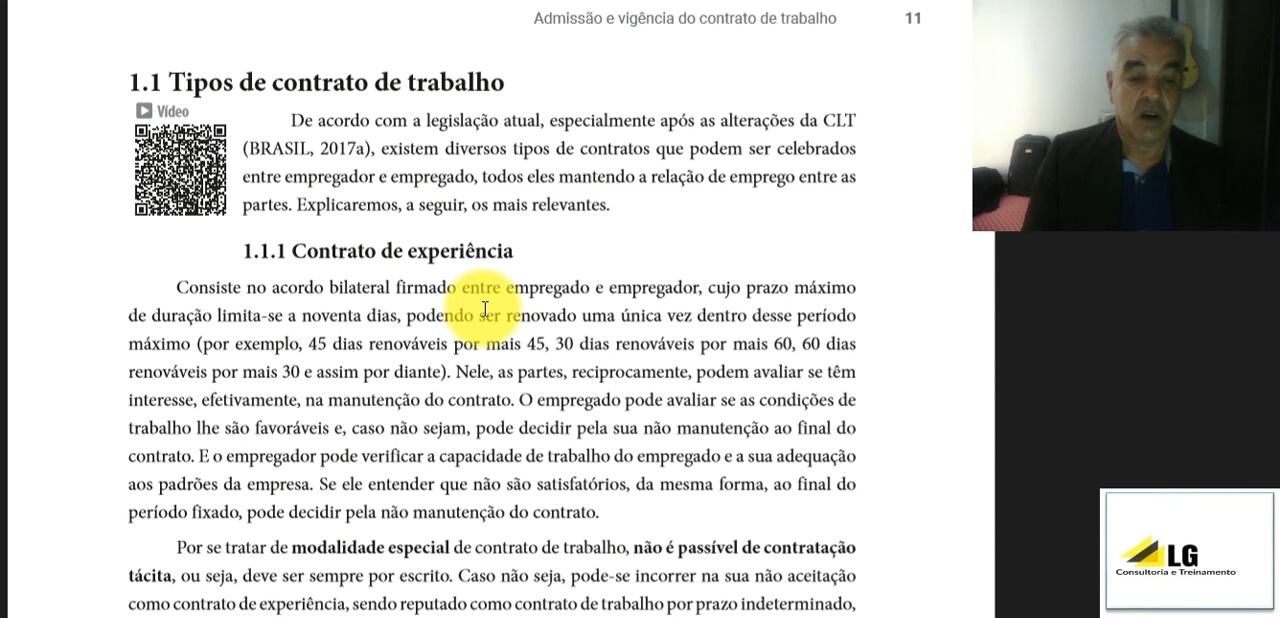 Admissão e vigência do contrato de trabalho 11
1.1 Tipos de contrato de trabalho
Vídeo
De acordo com a legislação atual, especialmente após as alterações da CLT
(BRASIL, 2017a), existem diversos tipos de contratos que podem ser celebrados
entre empregador e empregado, todos eles mantendo a relação de emprego entre as
partes. Explicaremos, a seguir, os mais relevantes.
1.1.1 Contrato de experiência
Consiste no acordo bilateral firmado entre empregado e empregador, cujo prazo máximo
de duração limita-se a noventa dias, podendo ser renovado uma única vez dentro desse período
máximo (por exemplo, 45 dias renováveis por mais 45, 30 dias renováveis por mais 60, 60 dias
renováveis por mais 30 e assim por diante). Nele, as partes, reciprocamente, podem avaliar se têm
interesse, efetivamente, na manutenção do contrato. O empregado pode avaliar se as condições de
trabalho lhe são favoráveis e, caso não sejam, pode decidir pela sua não manutenção ao final do
contrato. E o empregador pode verificar a capacidade de trabalho do empregado e a sua adequação
aos padrões da empresa. Se ele entender que não são satisfatórios, da mesma forma, ao final do
período fixado, pode decidir pela não manutenção do contrato.
Por se tratar de modalidade especial de contrato de trabalho, não é passível de contratação
tácita, ou seja, deve ser sempre por escrito. Caso não seja, pode-se incorrer na sua não aceitação
como contrato de experiência, sendo reputado como contrato de trabalho por prazo indeterminado,
LG
Consultoria e Treinamento